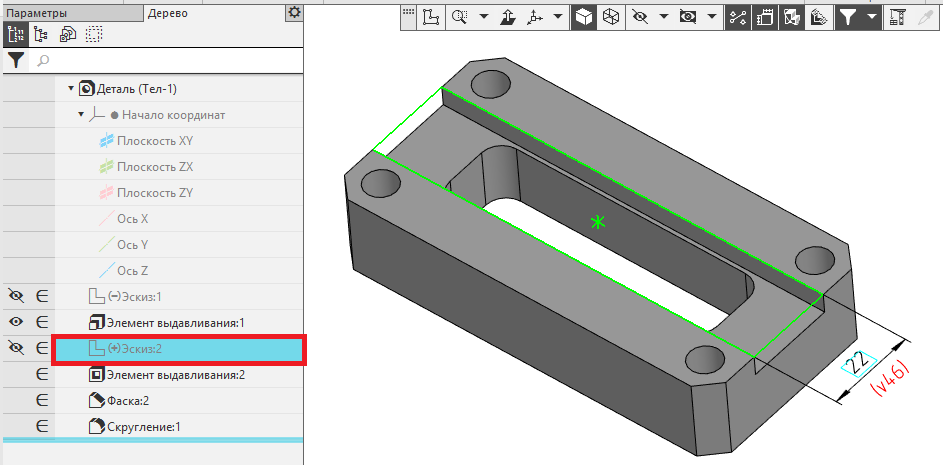 Параметры
Дерево
Деталь (Тел-1)
Начало координат
Плоскость XY
Плоскость ZX
Плоскость ZY
Ось X
Ось Y
Ось Z
(−)Эскиз:1
Элемент выдавливания:1
(+)Эскиз:2
Элемент выдавливания:2
Фаска:2
Скругление:1
22
(v46)